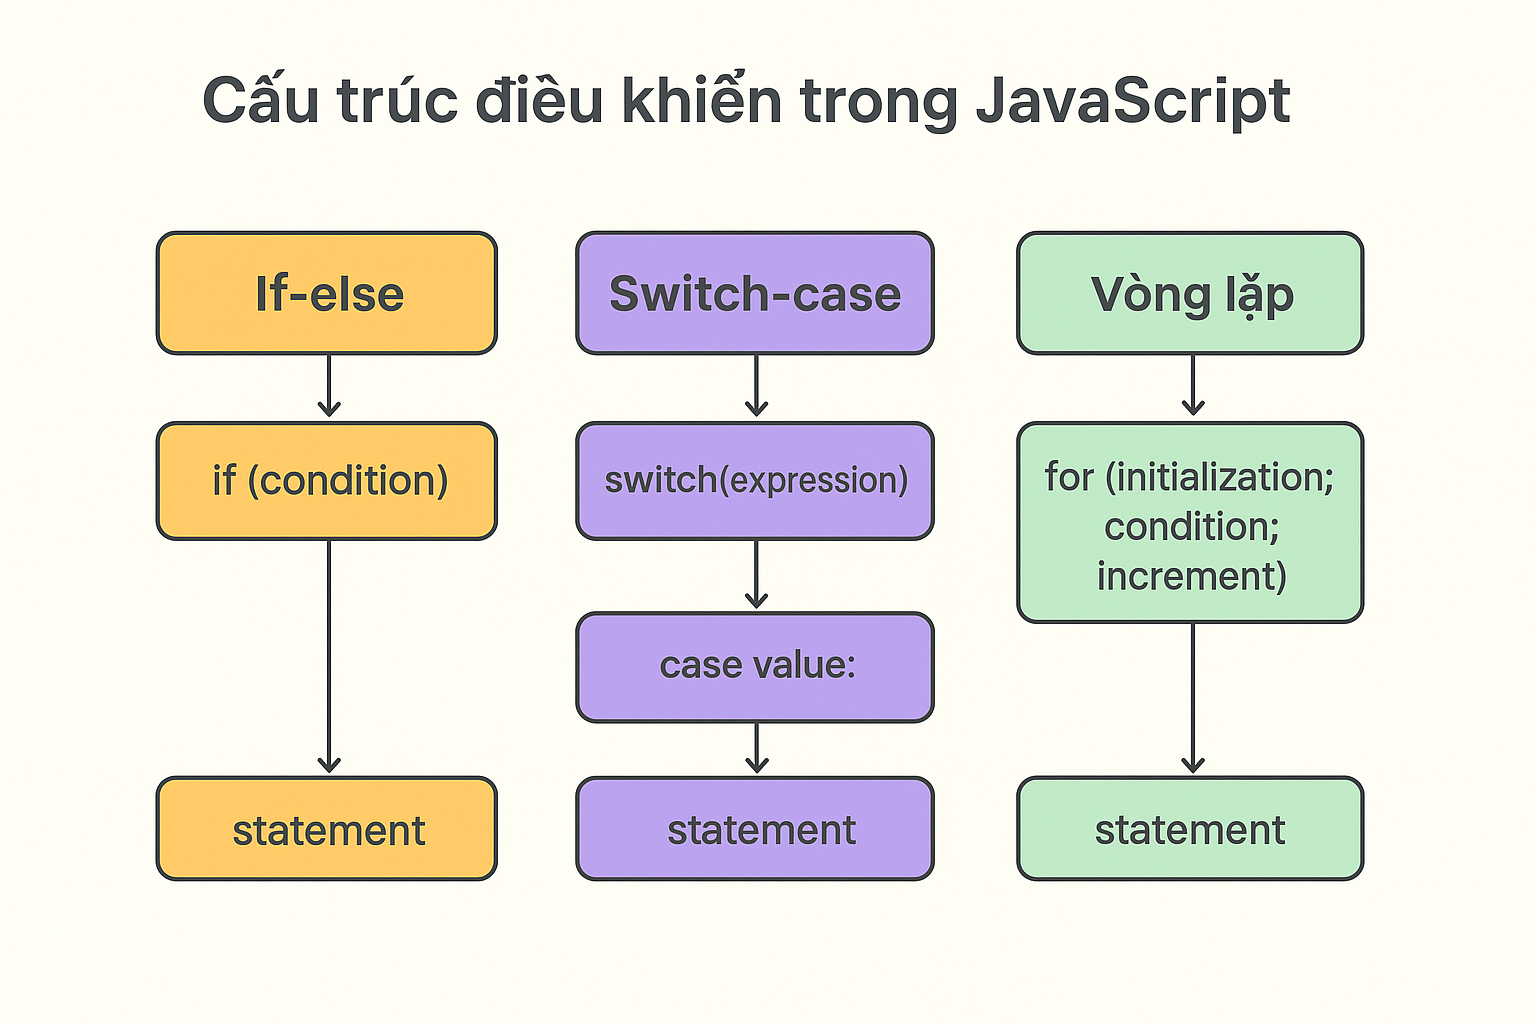 Cấu trúc điều khiển trong JavaScript
If-else
if (condition)
statement
Switch-case
switch(expression)
case value:
statement
Vòng lặp
for (initialization;
condition;
increment)
statement